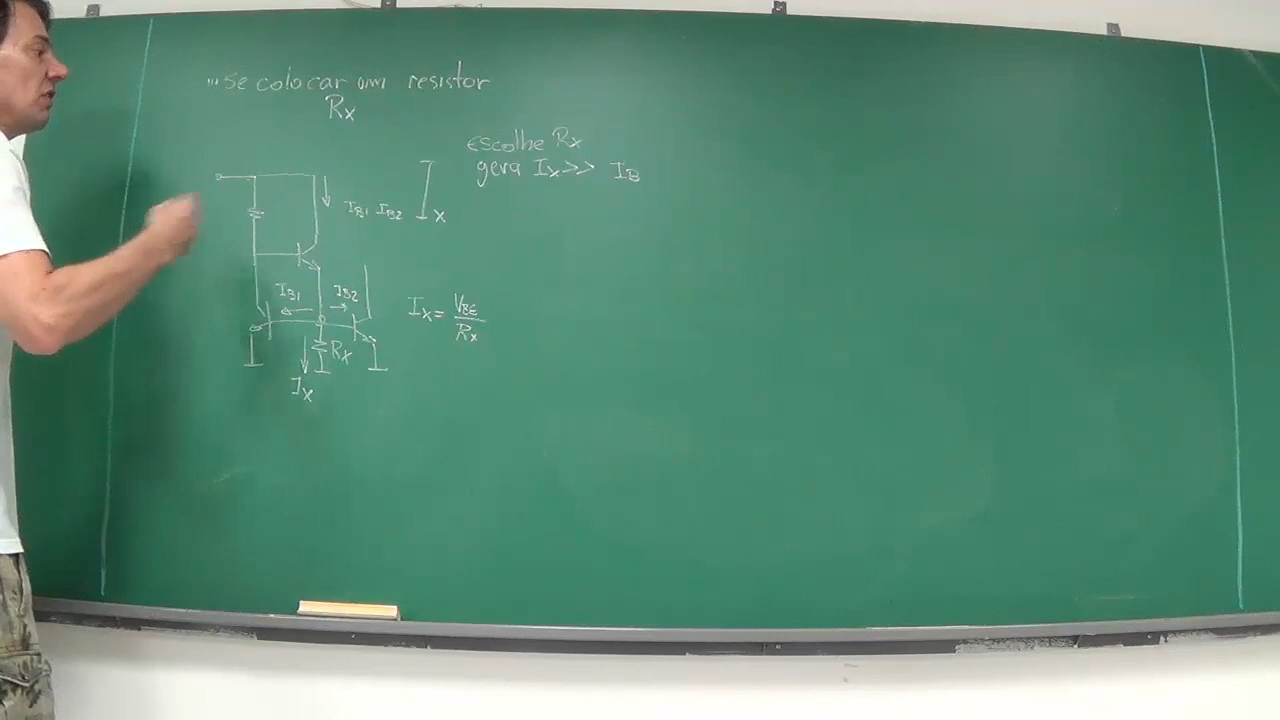 ... se colocar um resistor
Rx
escolhe Rx
gera Ix >> IB
IB1 IB2
x
IB1 IB2
Ix = VBE / Rx
Rx
Ix